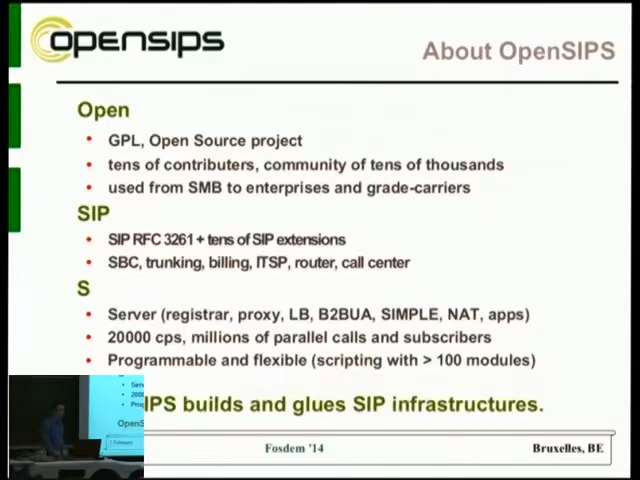 opensips
About OpenSIPS
Open
GPL, Open Source project
tens of contributers, community of tens of thousands
used from SMB to enterprises and grade-carriers
SIP
SIP RFC 3261 + tens of SIP extensions
SBC, trunking, billing, ITSP, router, call center
S
Server (registrar, proxy, LB, B2BUA, SIMPLE, NAT, apps)
20000 cps, millions of parallel calls and subscribers
Programmable and flexible (scripting with > 100 modules)
IPS builds and glues SIP infrastructures.
Fosdem '14
Bruxelles, BE